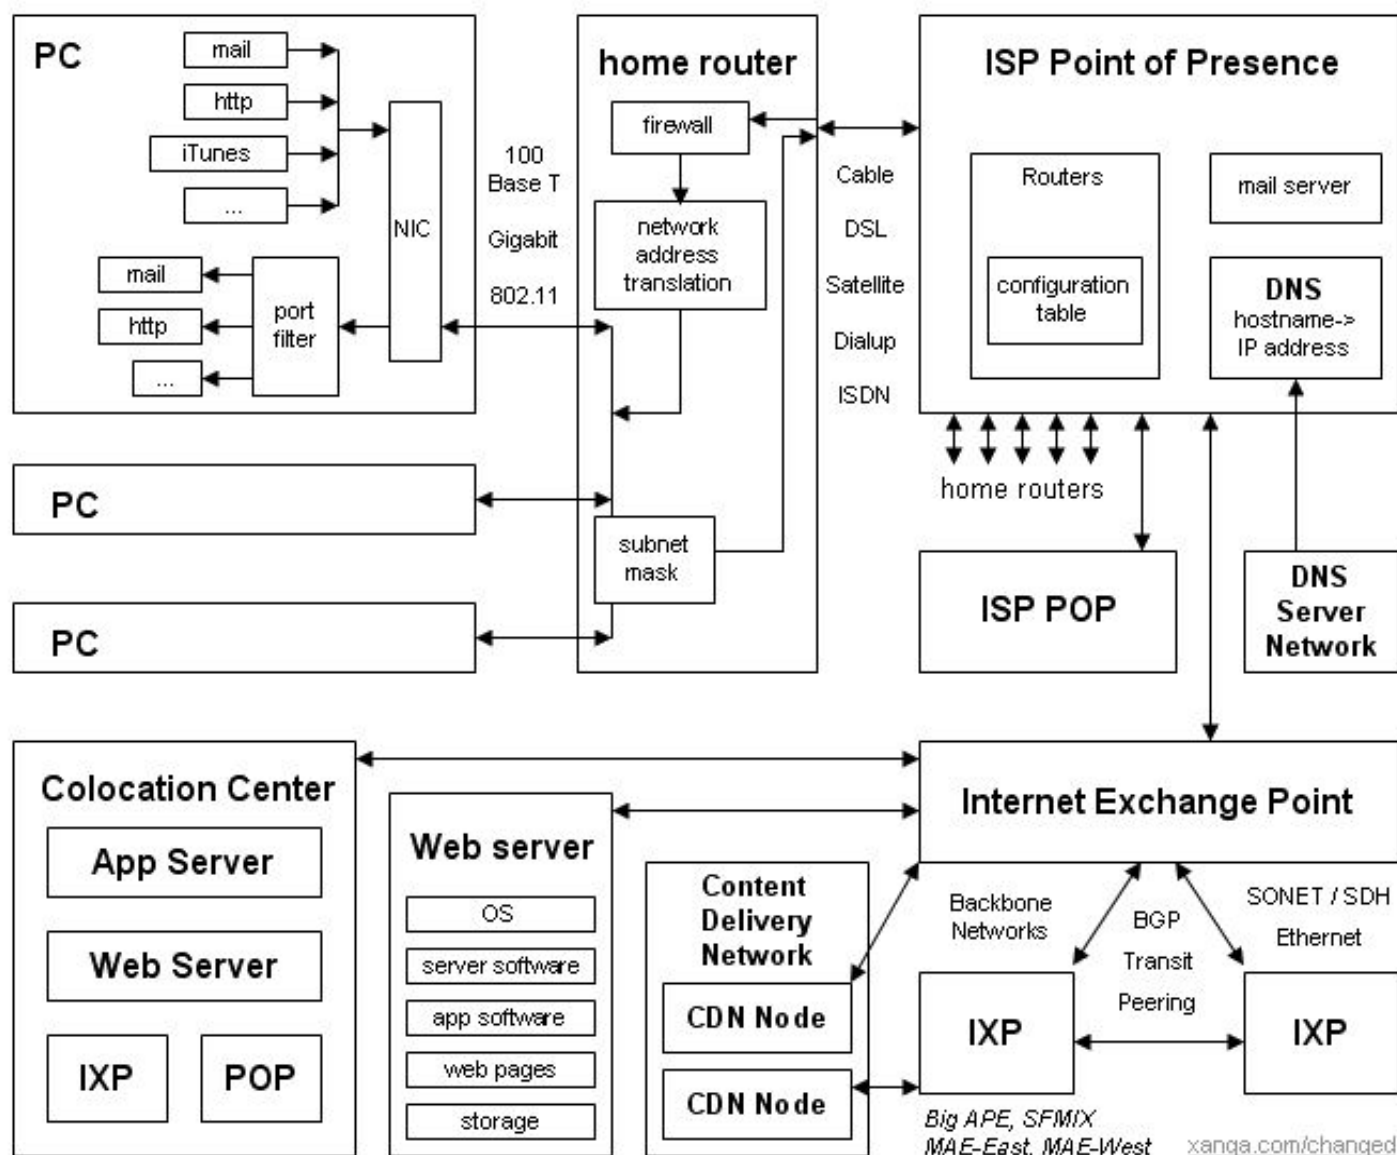 PC
mail
http
iTunes
...
NIC
mail
http
...
port
filter
100
Base T
Gigabit
802.11
home router
firewall
network
address
translation
subnet
mask
Cable
DSL
Satellite
Dialup
ISDN
ISP Point of Presence
Routers
configuration
table
mail server
DNS
hostname->
IP address
home routers
PC
PC
ISP POP
DNS
Server
Network
Colocation Center
App Server
Web Server
IXP
POP
Web server
OS
server software
app software
web pages
storage
Content
Delivery
Network
CDN Node
CDN Node
Internet Exchange Point
Backbone
Networks
BGP
Transit
Peering
SONET / SDH
Ethernet
IXP
IXP
Big APE, SFMIX
MAE-East, MAE-West
xanga.com/changed